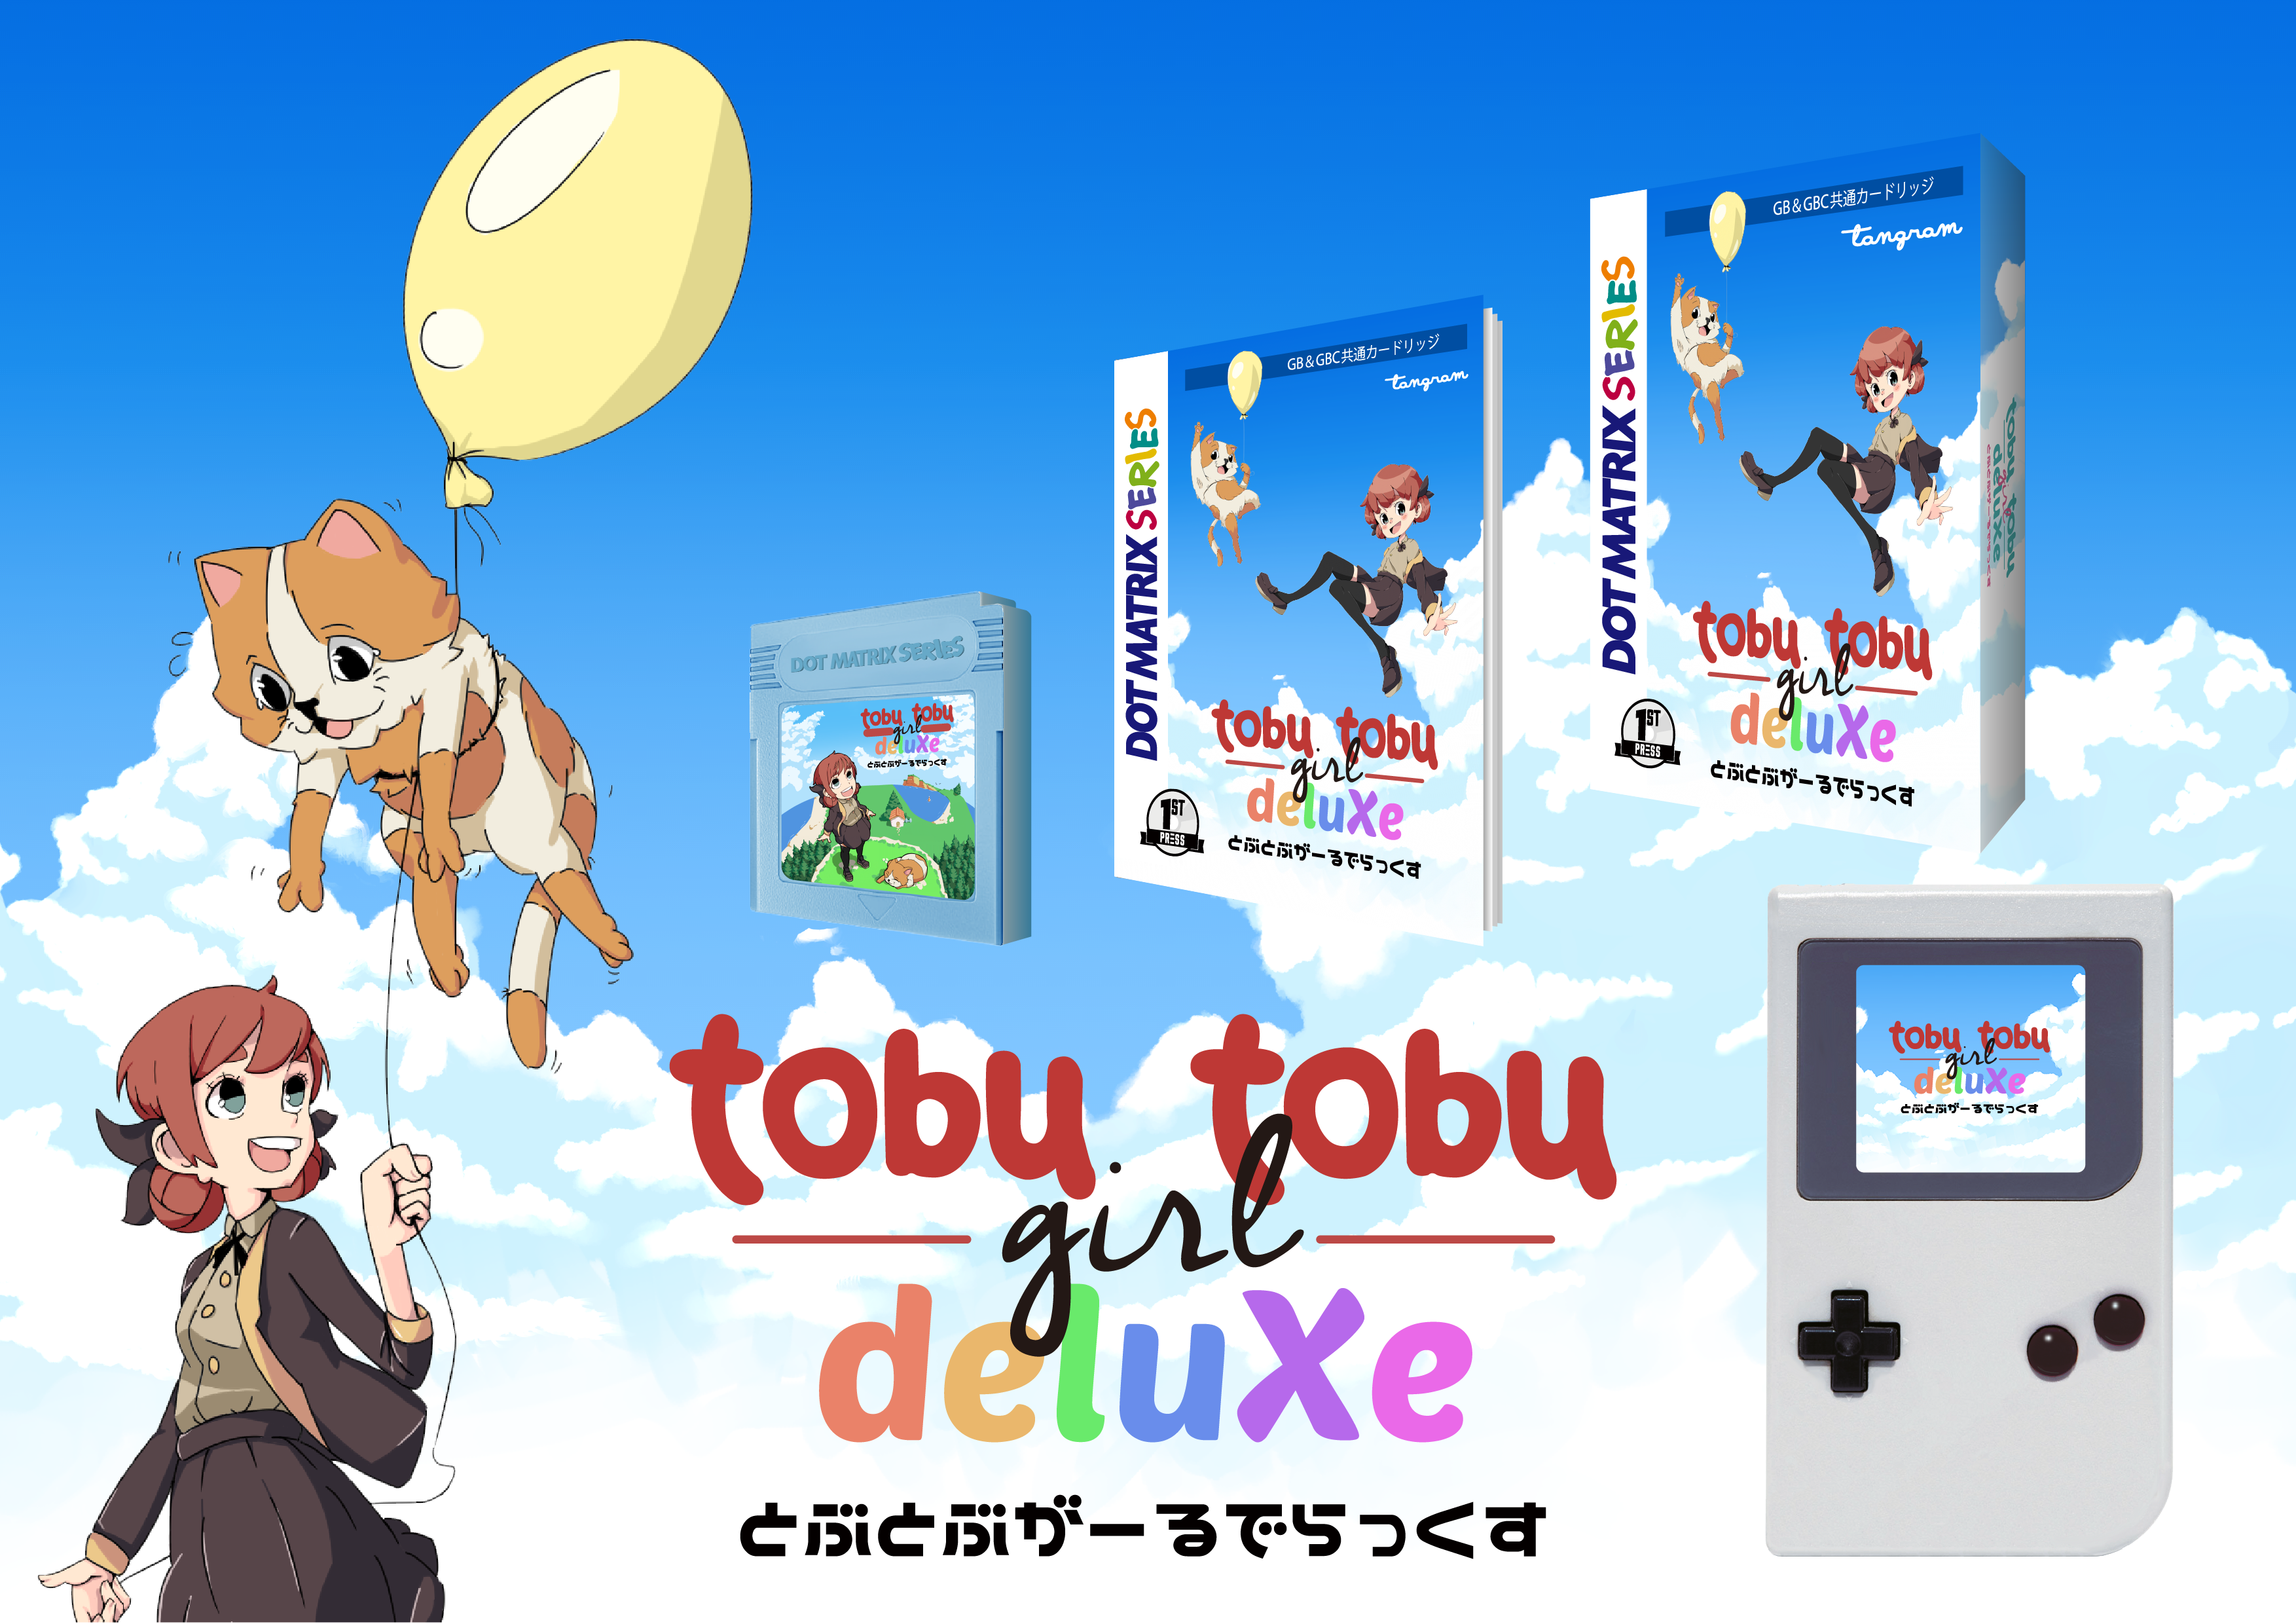 GB & GBC共通カードリッジ
tangram
DOT MATRIX SERIES
tobu tobu
girl
deluXe
とぶとぶがーるでらっくす
1ST
PRESS
tobu tobu
girl
deluxe
GB & GBC共通カードリッジ
tangram
DOT MATRIX SERIES
tobu tobu
girl
deluXe
とぶとぶがーるでらっくす
1ST
PRESS
DOT MATRIX SERIES
tobu tobu
girl
deluXe
とぶとぶがーるでらっくす
tobu tobu
girl
deluXe
とぶとぶがーるでらっくす
tobu tobu
girl
deluXe
とぶとぶがーるでらっくす